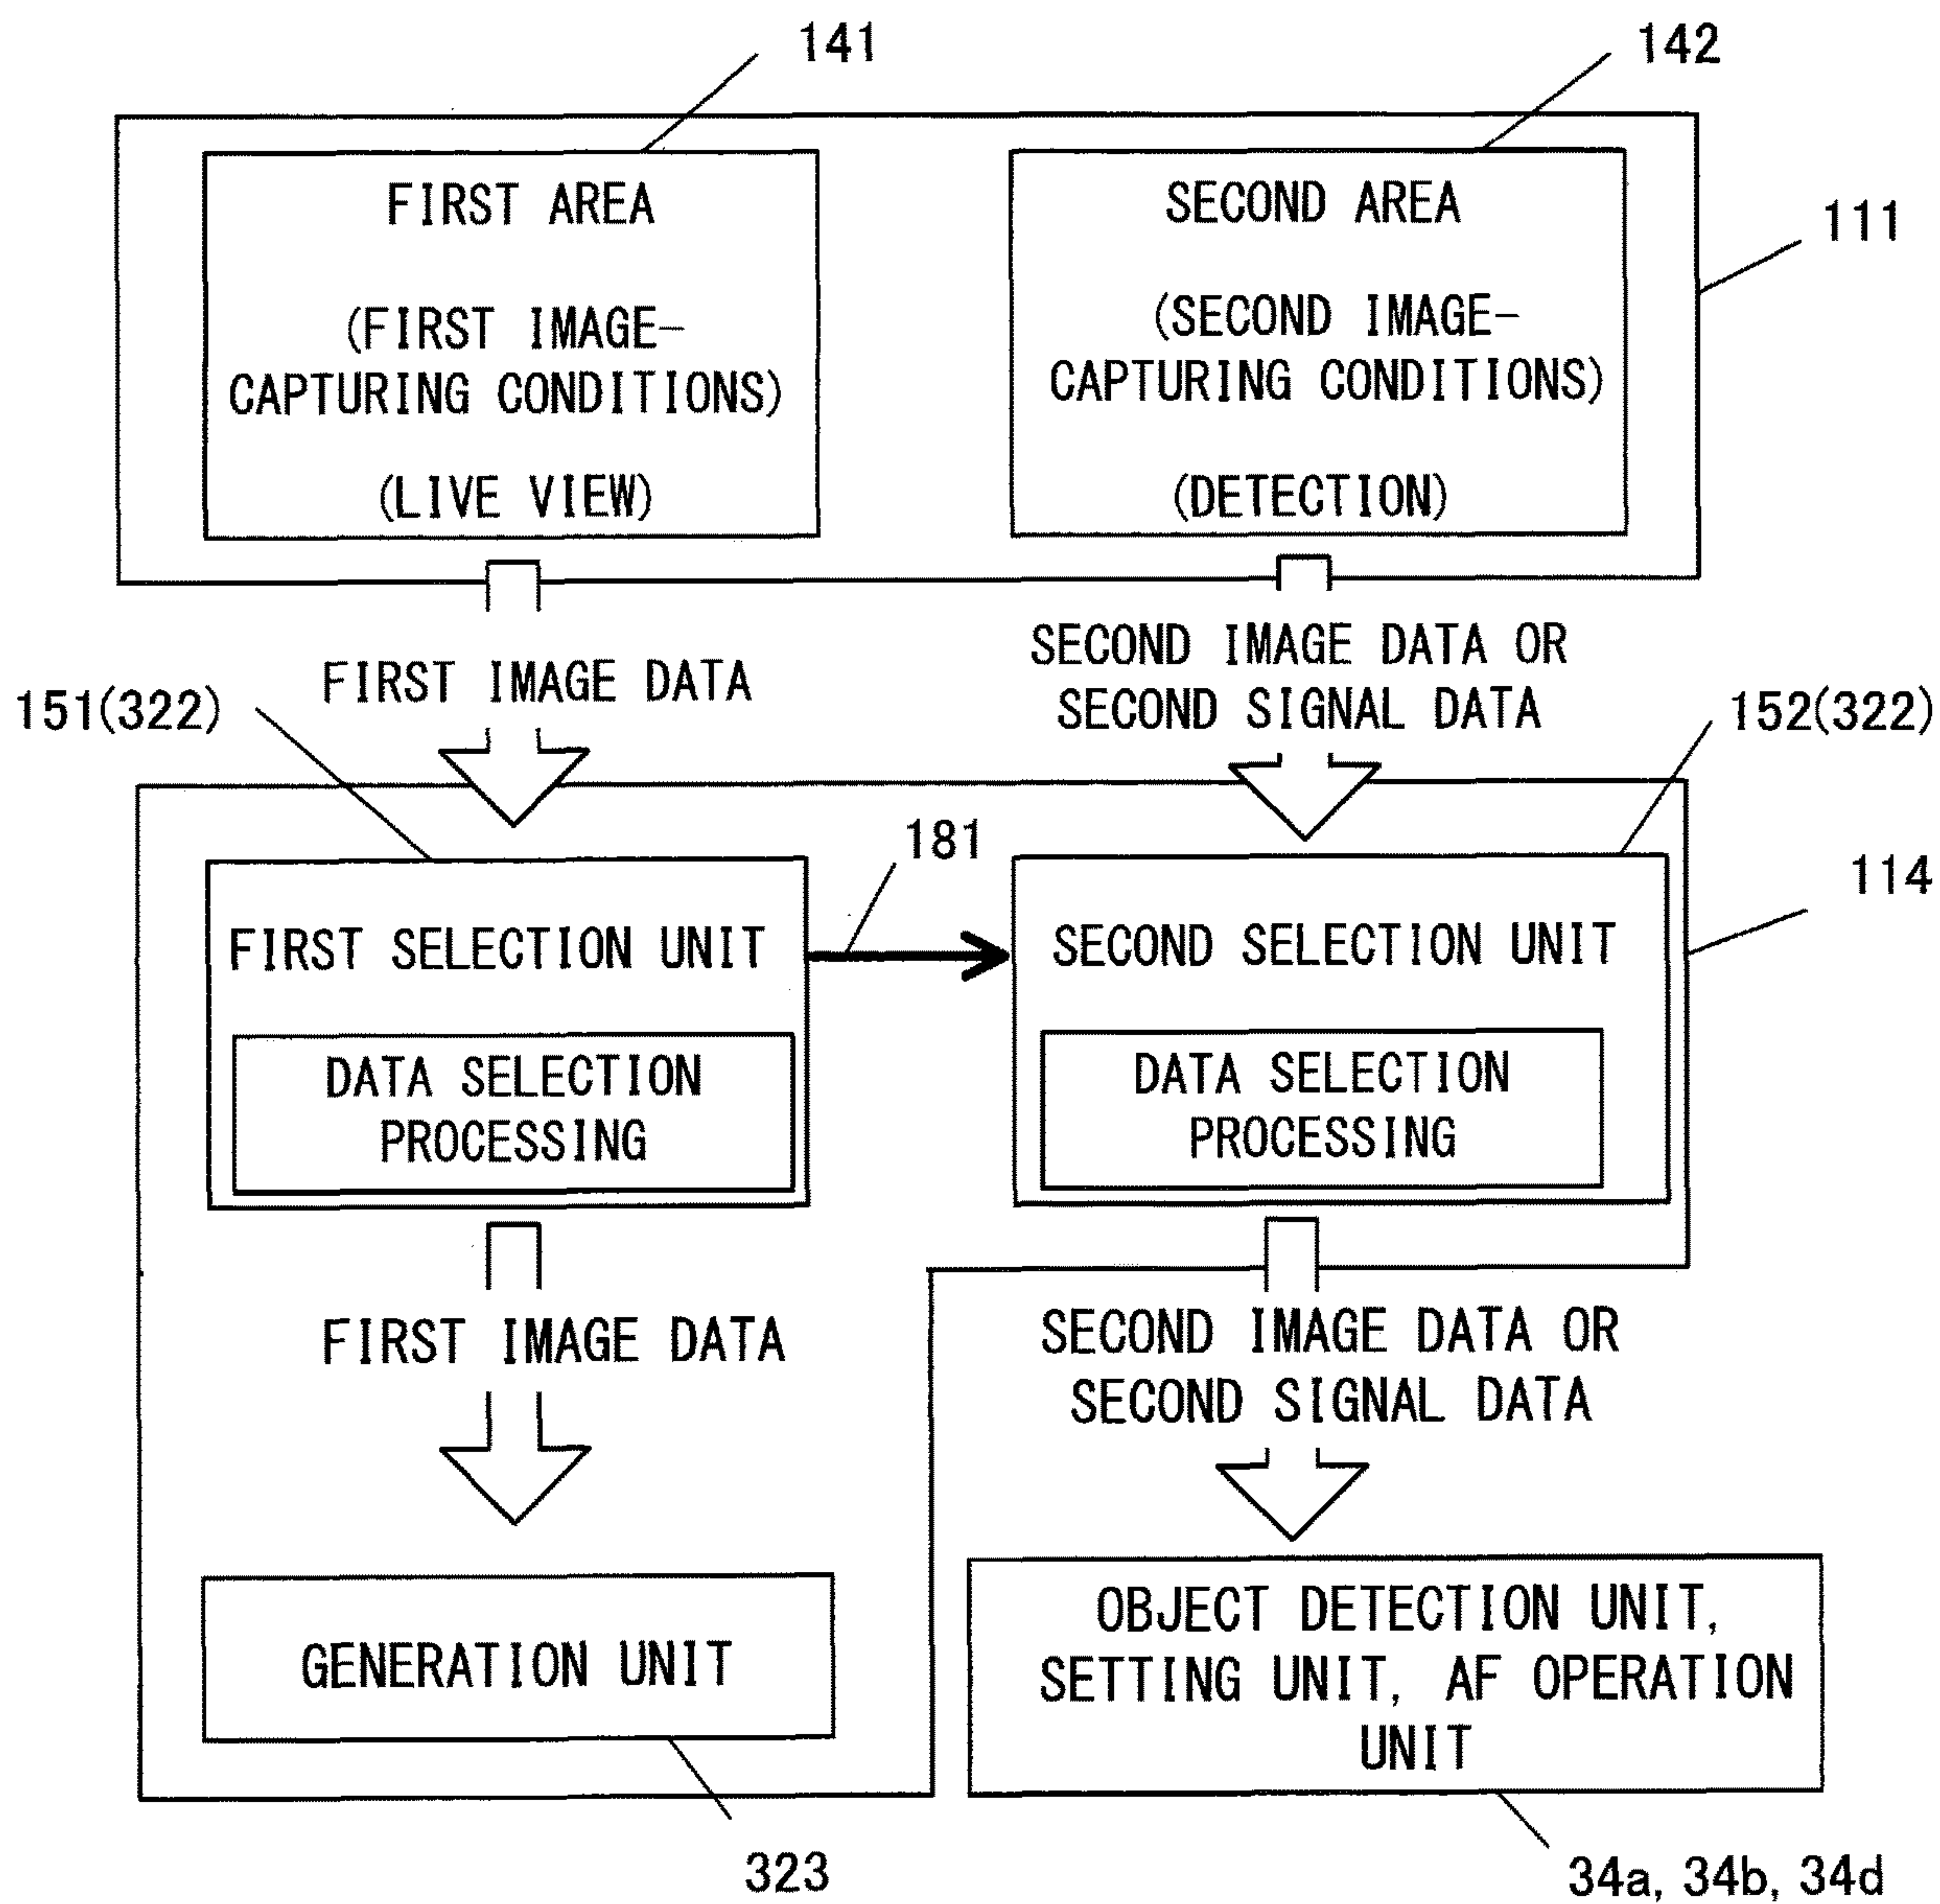 141
142
FIRST AREA
(FIRST IMAGE-
CAPTURING CONDITIONS)
(LIVE VIEW)
SECOND AREA
(SECOND IMAGE-
CAPTURING CONDITIONS)
(DETECTION)
111
FIRST IMAGE DATA
SECOND IMAGE DATA OR
SECOND SIGNAL DATA
151(322)
152(322)
181
114
FIRST SELECTION UNIT
DATA SELECTION
PROCESSING
SECOND SELECTION UNIT
DATA SELECTION
PROCESSING
FIRST IMAGE DATA
SECOND IMAGE DATA OR
SECOND SIGNAL DATA
GENERATION UNIT
OBJECT DETECTION UNIT,
SETTING UNIT, AF OPERATION
UNIT
323
34a, 34b, 34d